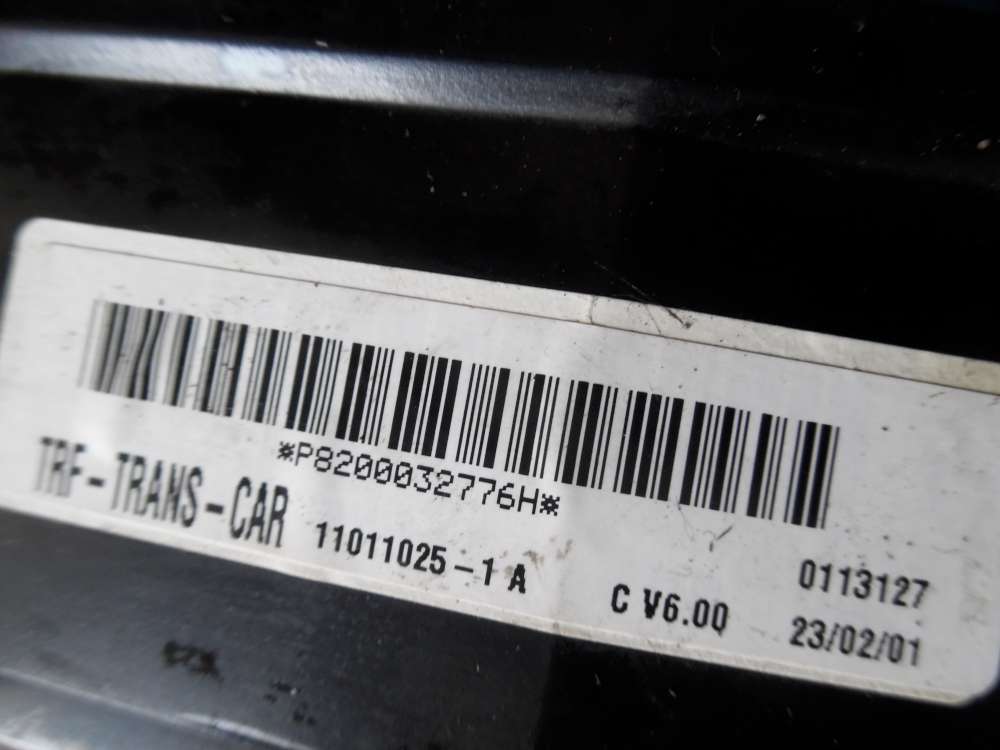 *P8200032776H*
TRF-TRANS-CAR 11011025-1 A C V6.00 0113127
23/02/01